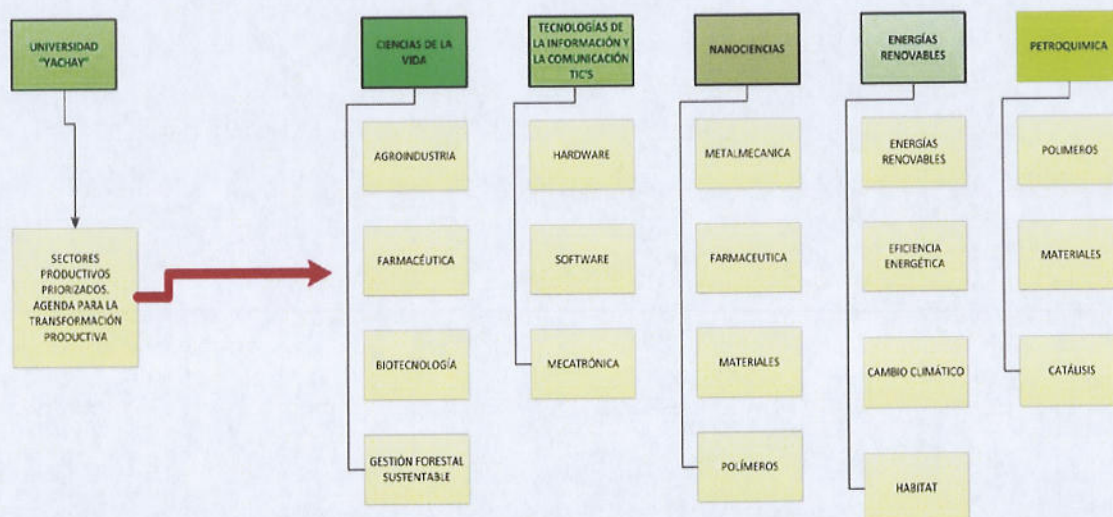 UNIVERSIDAD
"YACHAY"
SECTORES
PRODUCTIVOS
PRIORIZADOS.
AGENDA PARA LA
TRANSFORMACIÓN
PRODUCTIVA
CIENCIAS DE LA
VIDA
AGROINDUSTRIA
FARMACÉUTICA
BIOTECNOLOGÍA
GESTIÓN FORESTAL
SUSTENTABLE
TECNOLOGÍAS DE
LA INFORMACIÓN Y
LA COMUNICACIÓN
TIC'S
HARDWARE
SOFTWARE
MECATRÓNICA
NANOCIENCIAS
METALMECANICA
FARMACEUTICA
MATERIALES
POLÍMEROS
ENERGÍAS
RENOVABLES
ENERGÍAS
RENOVABLES
EFICIENCIA
ENERGÉTICA
CAMBIO CLIMÁTICO
HABITAT
PETROQUIMICA
POLIMEROS
MATERIALES
CATÁLISIS